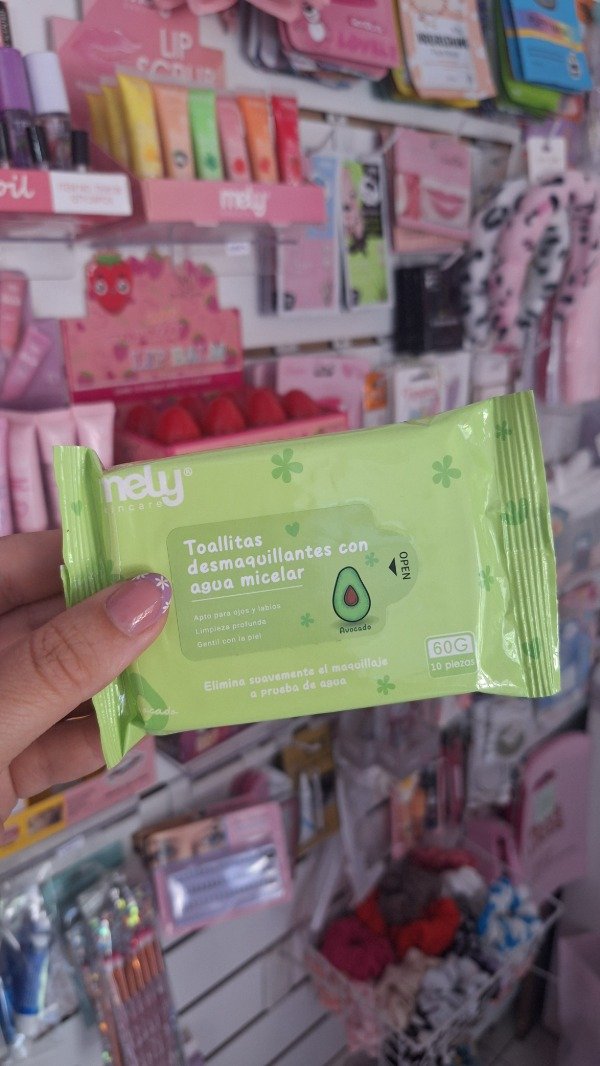 LIP
SCRUB
mely
LIP BALM
mely®
skincare
Toallitas
desmaquillantes con
agua micelar
Apto para ojos y labios
Limpieza profunda
Gentil con la piel
OPEN
Avocado
60G
10 piezas
Elimina suavemente el maquillaje
a prueba de agua